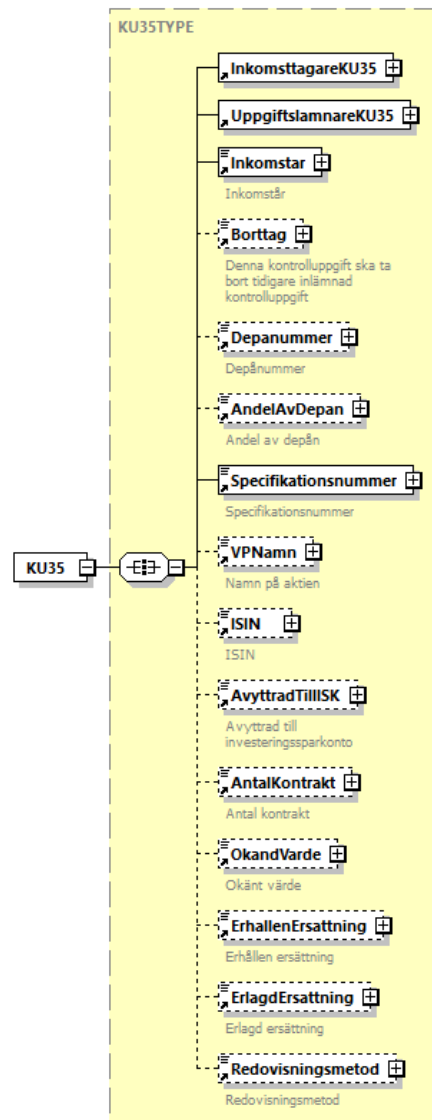 KU35TYPE
InkomsttagareKU35
UppgiftslamnareKU35
Inkomstar
Inkomstår
Borttag
Denna kontrolluppgift ska ta
bort tidigare inlämnad
kontrolluppgift
Depanummer
Depånummer
AndelAvDepan
Andel av depån
Specifikationsnummer
Specifikationsnummer
KU35
VPNamn
Namn på aktien
ISIN
ISIN
AvyttradTillISK
Avyttrad till
investeringssparkonto
AntalKontrakt
Antal kontrakt
OkandVarde
Okänt värde
ErhallenErsattning
Erhållen ersättning
ErlagdErsattning
Erlagd ersättning
Redovisningsmetod
Redovisningsmetod